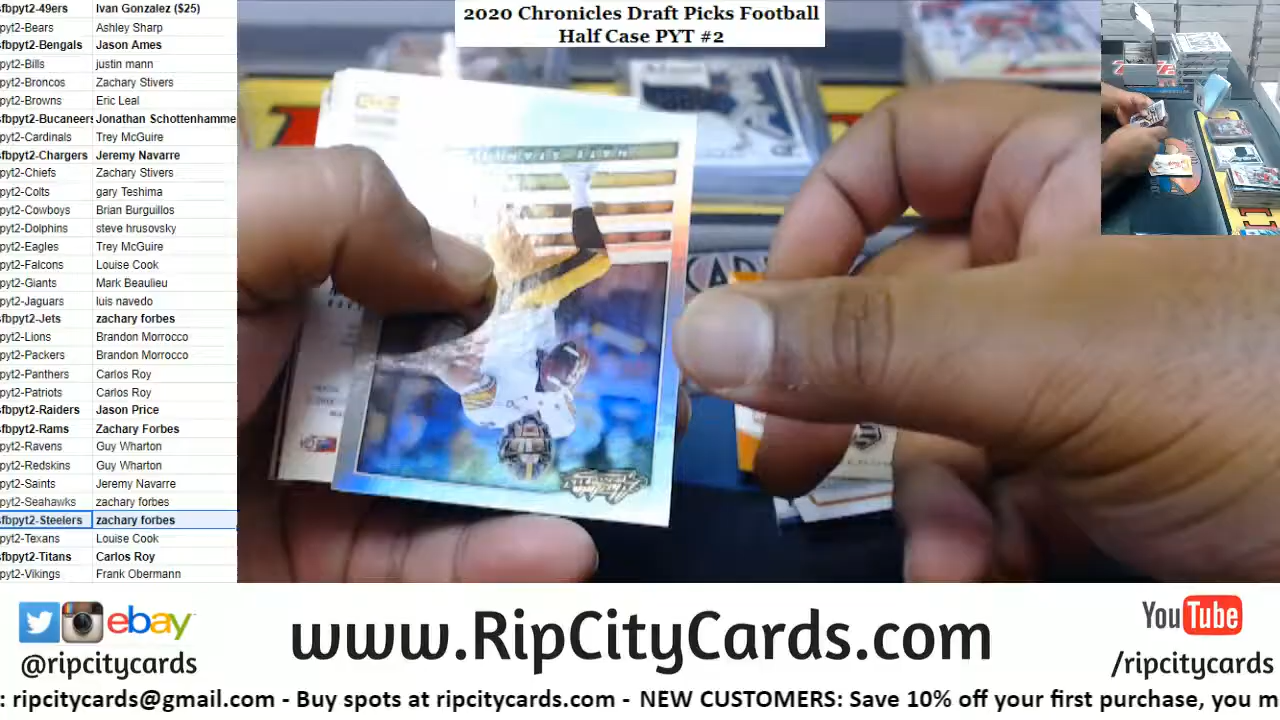 2020 Chronicles Draft Picks Football
Half Case PYT #2
fbpyt2-49ers Ivan Gonzalez ($25)
pyt2-Bears Ashley Sharp
fbpyt2-Bengals Jason Ames
pyt2-Bills justin mann
pyt2-Broncos Zachary Stivers
pyt2-Browns Eric Leal
fbpyt2-Bucaneers Jonathan Schottenhamme
pyt2-Cardinals Trey McGuire
fbpyt2-Chargers Jeremy Navarre
pyt2-Chiefs Zachary Stivers
pyt2-Colts gary Teshima
pyt2-Cowboys Brian Burguillos
pyt2-Dolphins steve hrusovsky
pyt2-Eagles Trey McGuire
pyt2-Falcons Louise Cook
pyt2-Giants Mark Beaulieu
pyt2-Jaguars luis navedo
fbpyt2-Jets zachary forbes
pyt2-Lions Brandon Morrocco
pyt2-Packers Brandon Morrocco
pyt2-Panthers Carlos Roy
pyt2-Patriots Carlos Roy
fbpyt2-Raiders Jason Price
fbpyt2-Rams Zachary Forbes
pyt2-Ravens Guy Wharton
pyt2-Redskins Guy Wharton
pyt2-Saints Jeremy Navarre
pyt2-Seahawks zachary forbes
fbpyt2-Steelers zachary forbes
pyt2-Texans Louise Cook
fbpyt2-Titans Carlos Roy
pyt2-Vikings Frank Obermann
ebay
@ripcitycards
www.RipCityCards.com
YouTube
/ripcitycards
: ripcitycards@gmail.com - Buy spots at ripcitycards.com - NEW CUSTOMERS: Save 10% off your first purchase, you m